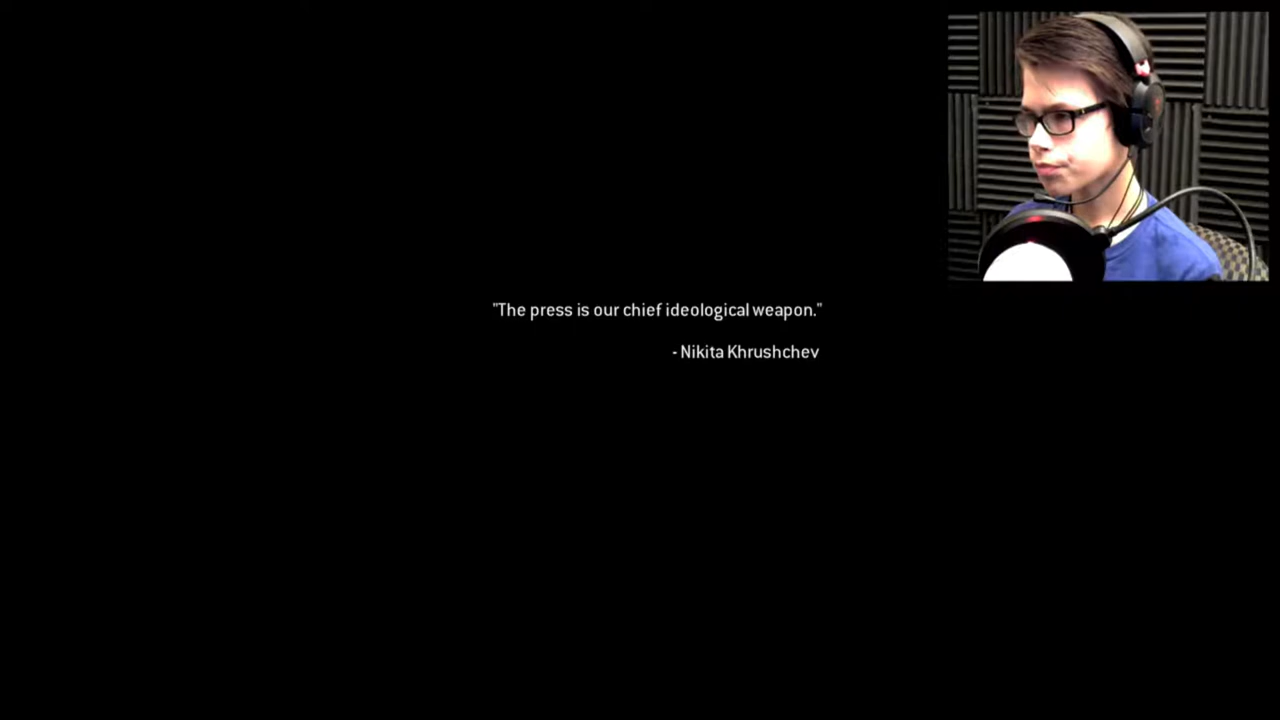 "The press is our chief ideological weapon."
- Nikita Khrushchev